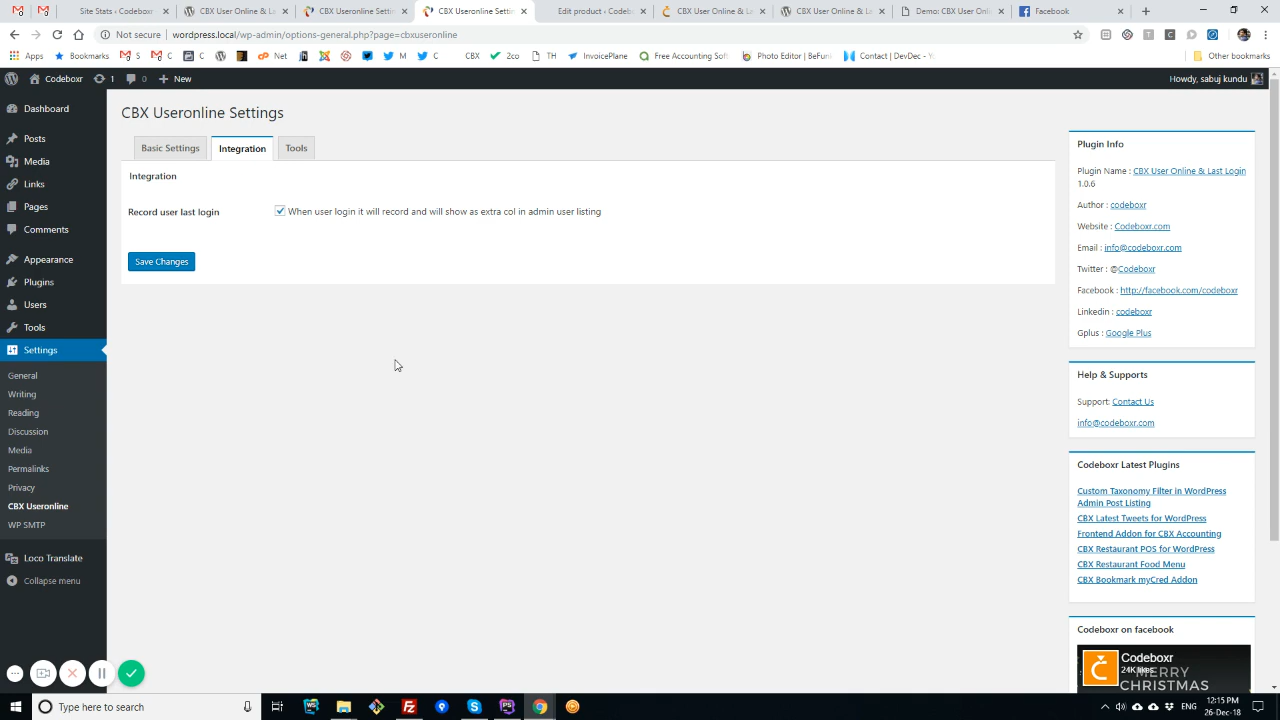 Site Stats ‹ Codeboxr
CBX User Online & L
CBX Useronline Setting
CBX Useronline Settin
Edit product ‹ Codebo
CBX User Online & Las
CBX User Online & L
Demo: CBX User Onlin
Facebook
Not secure | wordpress.local/wp-admin/options-general.php?page=cbxuseronline
Apps
Bookmarks
S
C
C
Net
M
C
CBX
Zco
TH
InvoicePlane
Free Accounting Soft
Photo Editor | BeFun
Contact | DevDec - Yo
Other bookmarks
Codeboxr
1
0
New
Howdy, sabuj kundu
Dashboard
Posts
Media
Links
Pages
Comments
Appearance
Plugins
Users
Tools
Settings
General
Writing
Reading
Discussion
Media
Permalinks
Privacy
CBX Useronline
WP SMTP
Loco Translate
Collapse menu
CBX Useronline Settings
Basic Settings
Integration
Tools
Integration
Record user last login
When user login it will record and will show as extra col in admin user listing
Save Changes
Plugin Info
Plugin Name : CBX User Online & Last Login
1.0.6
Author : codeboxr
Website : Codeboxr.com
Email : info@codeboxr.com
Twitter : @Codeboxr
Facebook : http://facebook.com/codeboxr
Linkedin : codeboxr
Gplus : Google Plus
Help & Supports
Support: Contact Us
info@codeboxr.com
Codeboxr Latest Plugins
Custom Taxonomy Filter in WordPress
Admin Post Listing
CBX Latest Tweets for WordPress
Frontend Addon for CBX Accounting
CBX Restaurant POS for WordPress
CBX Restaurant Food Menu
CBX Bookmark myCred Addon
Codeboxr on facebook
Codeboxr
24K likes
MERRY
CHRISTMAS
Type here to search
ENG
12:15 PM
26-Dec-18